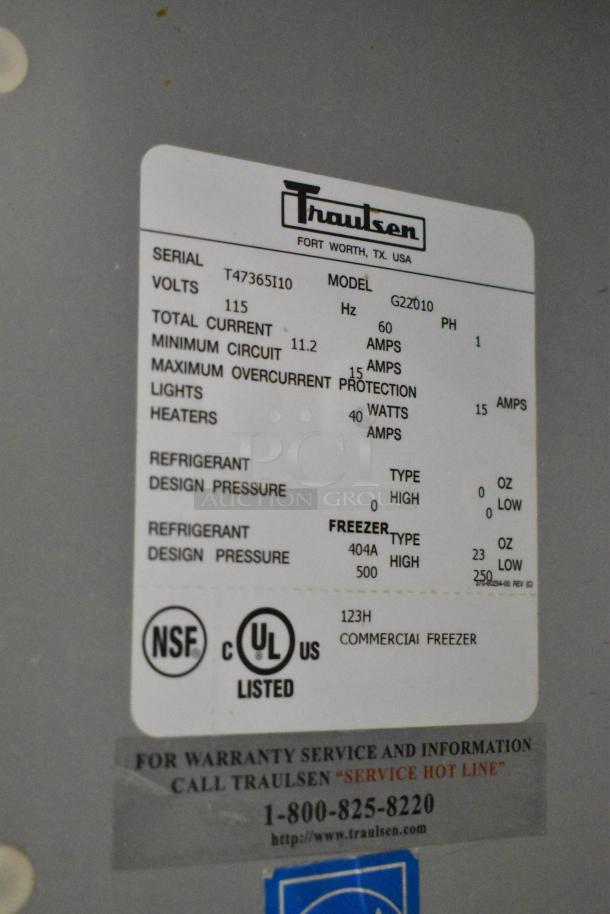 Traulsen
FORT WORTH, TX. USA
SERIAL T47365I10 MODEL G22010
VOLTS 115 Hz 60 PH 1
TOTAL CURRENT 11.2 AMPS
MINIMUM CIRCUIT 15 AMPS
MAXIMUM OVERCURRENT PROTECTION 15 AMPS
LIGHTS 40 WATTS
HEATERS AMPS
REFRIGERANT TYPE 0 OZ
DESIGN PRESSURE 0 HIGH 0 LOW
FREEZER
REFRIGERANT 404A TYPE 23 OZ
DESIGN PRESSURE 500 HIGH 250 LOW
REV (C)
NSF®
C UL® US
LISTED
123H
COMMERCIAl FREEZER
PCI
AUCTION GROUP
FOR WARRANTY SERVICE AND INFORMATION
CALL TRAULSEN "SERVICE HOT LINE"
1-800-825-8220
http://www.traulsen.com